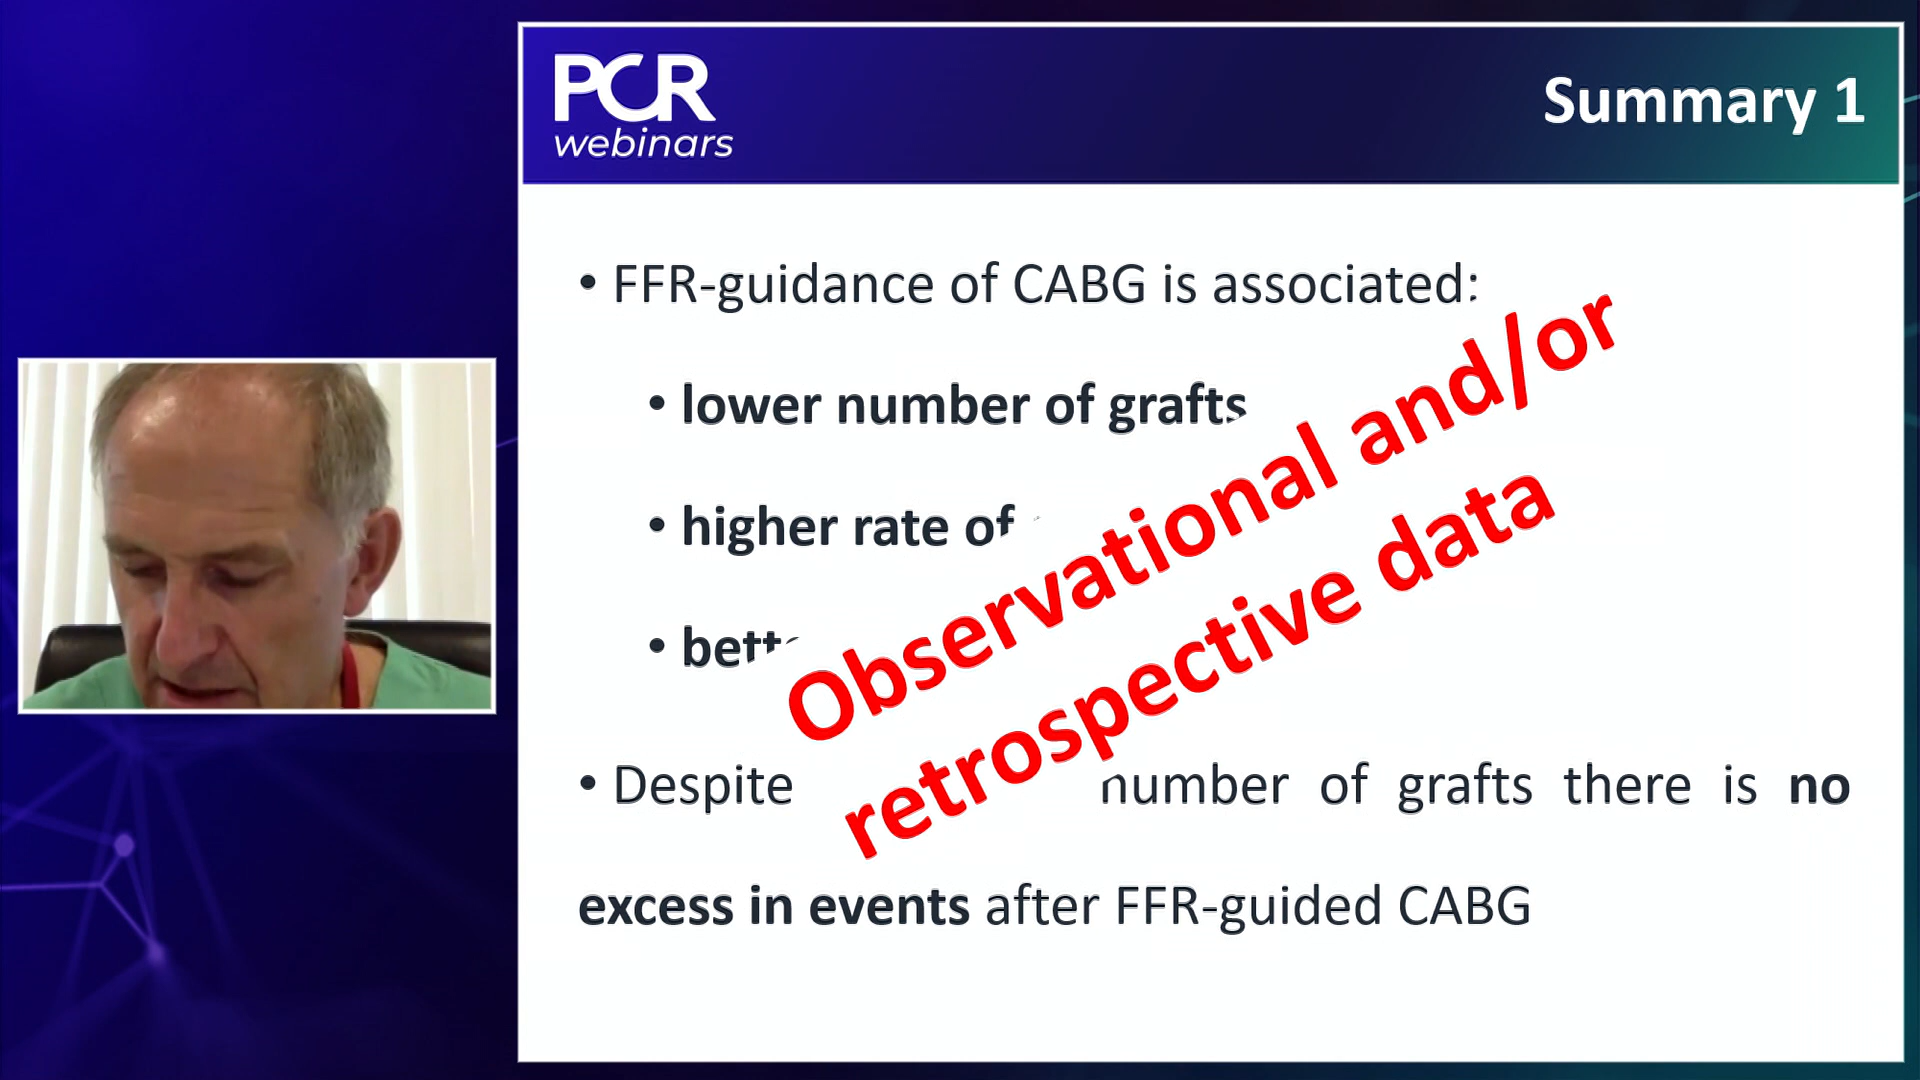 PCR
webinars
Summary 1
• FFR-guidance of CABG is associated:
• lower number of grafts
• higher rate of
•
Observational and/or
retrospective data
• Despite number of grafts there is no
excess in events after FFR-guided CABG